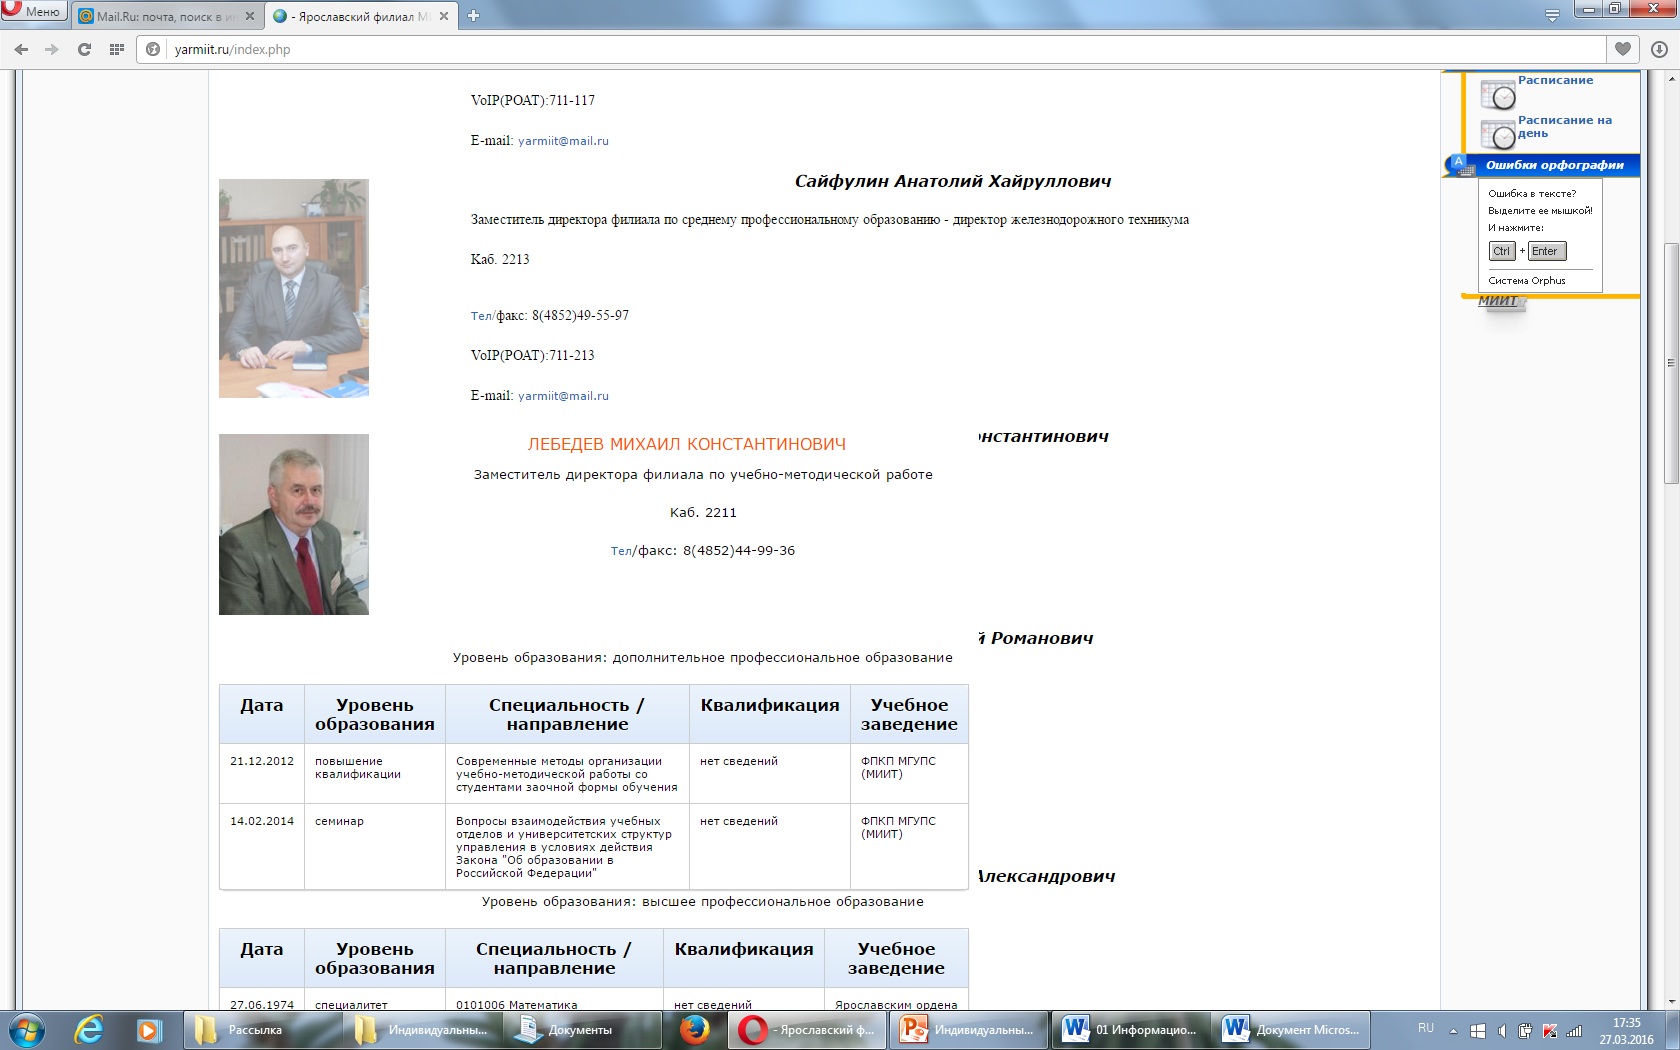 Меню
Mail.Ru: почта, поиск в ин
- Ярославский филиал МИ
yarmiit.ru/index.php
VoIP(РОАТ):711-117
E-mail: yarmiit@mail.ru
Сайфулин Анатолий Хайруллович
Заместитель директора филиала по среднему профессиональному образованию - директор железнодорожного техникума
Каб. 2213
Тел/факс: 8(4852)49-55-97
VoIP(РОАТ):711-213
E-mail: yarmiit@mail.ru
ЛЕБЕДЕВ МИХАИЛ КОНСТАНТИНОВИЧ
онстантинович
Заместитель директора филиала по учебно-методической работе
Каб. 2211
Тел/факс: 8(4852)44-99-36
й Романович
Уровень образования: дополнительное профессиональное образование
Дата Уровень образования Специальность / направление Квалификация Учебное заведение
21.12.2012 повышение квалификации Современные методы организации учебно-методической работы со студентами заочной формы обучения нет сведений ФПКП МГУПС (МИИТ)
14.02.2014 семинар Вопросы взаимодействия учебных отделов и университетских структур управления в условиях действия Закона "Об образовании в Российской Федерации" нет сведений ФПКП МГУПС (МИИТ)
Александрович
Уровень образования: высшее профессиональное образование
Дата Уровень образования Специальность / направление Квалификация Учебное заведение
27.06.1974 специалитет 0101006 Математика нет сведений Ярославским ордена
Расписание
Расписание на
день
Ошибки орфографии
Ошибка в тексте?
Выделите ее мышкой!
И нажмите:
Ctrl + Enter
Система Orphus
МИИТ
Рассылка
Индивидуальны...
Документы
- Ярославский ф...
Индивидуальны...
01 Информацио...
Документ Micros...
RU
17:35
27.03.2016